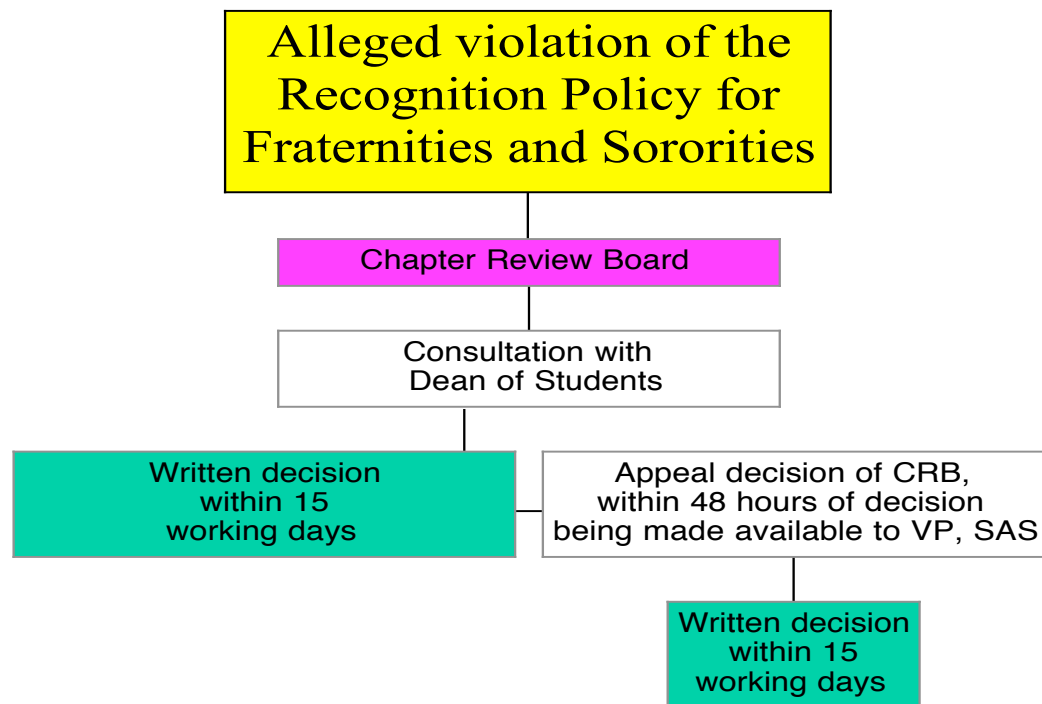 Alleged violation of the
Recognition Policy for
Fraternities and Sororities
Chapter Review Board
Consultation with
Dean of Students
Written decision
within 15
working days
Appeal decision of CRB,
within 48 hours of decision
being made available to VP, SAS
Written decision
within 15
working days